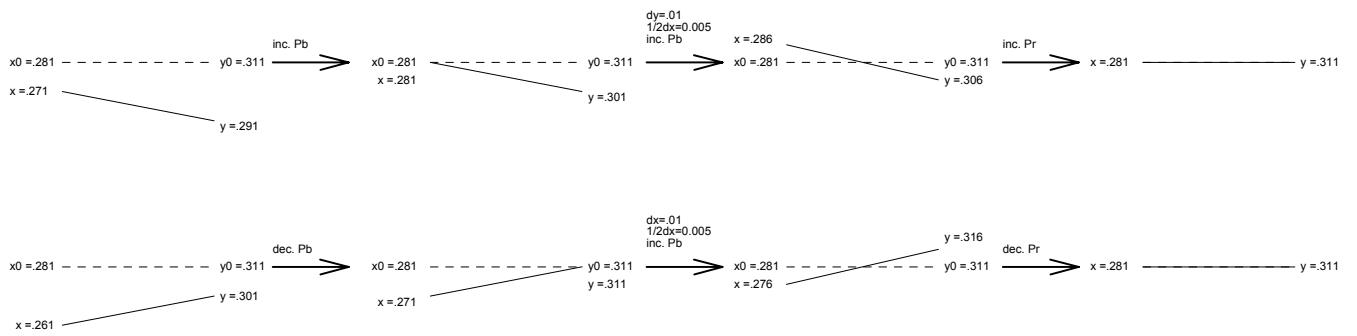 dy=.01
1/2dx=0.005
inc. Pb
inc. Pb
x =.286
inc. Pr
x0 =.281
y0 =.311
x0 =.281
y0 =.311
x0 =.281
y0 =.311
x =.281
y =.311
x =.271
x =.281
y =.306
y =.291
y =.301
dx=.01
1/2dx=0.005
inc. Pb
dec. Pb
y =.316
dec. Pr
x0 =.281
y0 =.311
x0 =.281
y0 =.311
x0 =.281
y0 =.311
x =.281
y =.311
y =.301
x =.271
y =.311
x =.276
x =.261